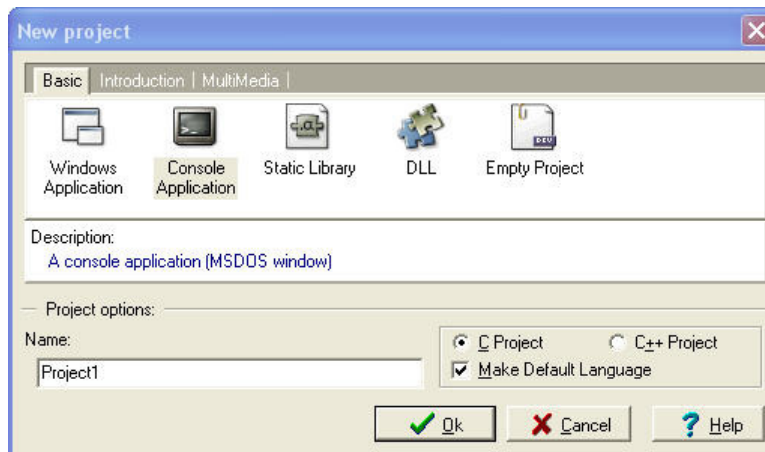 New project
Basic Introduction MultiMedia
Windows Application
Console Application
Static Library
DLL
Empty Project
DEV
Description:
A console application (MSDOS window)
Project options:
Name:
Project1
C Project
C++ Project
Make Default Language
Ok
Cancel
Help